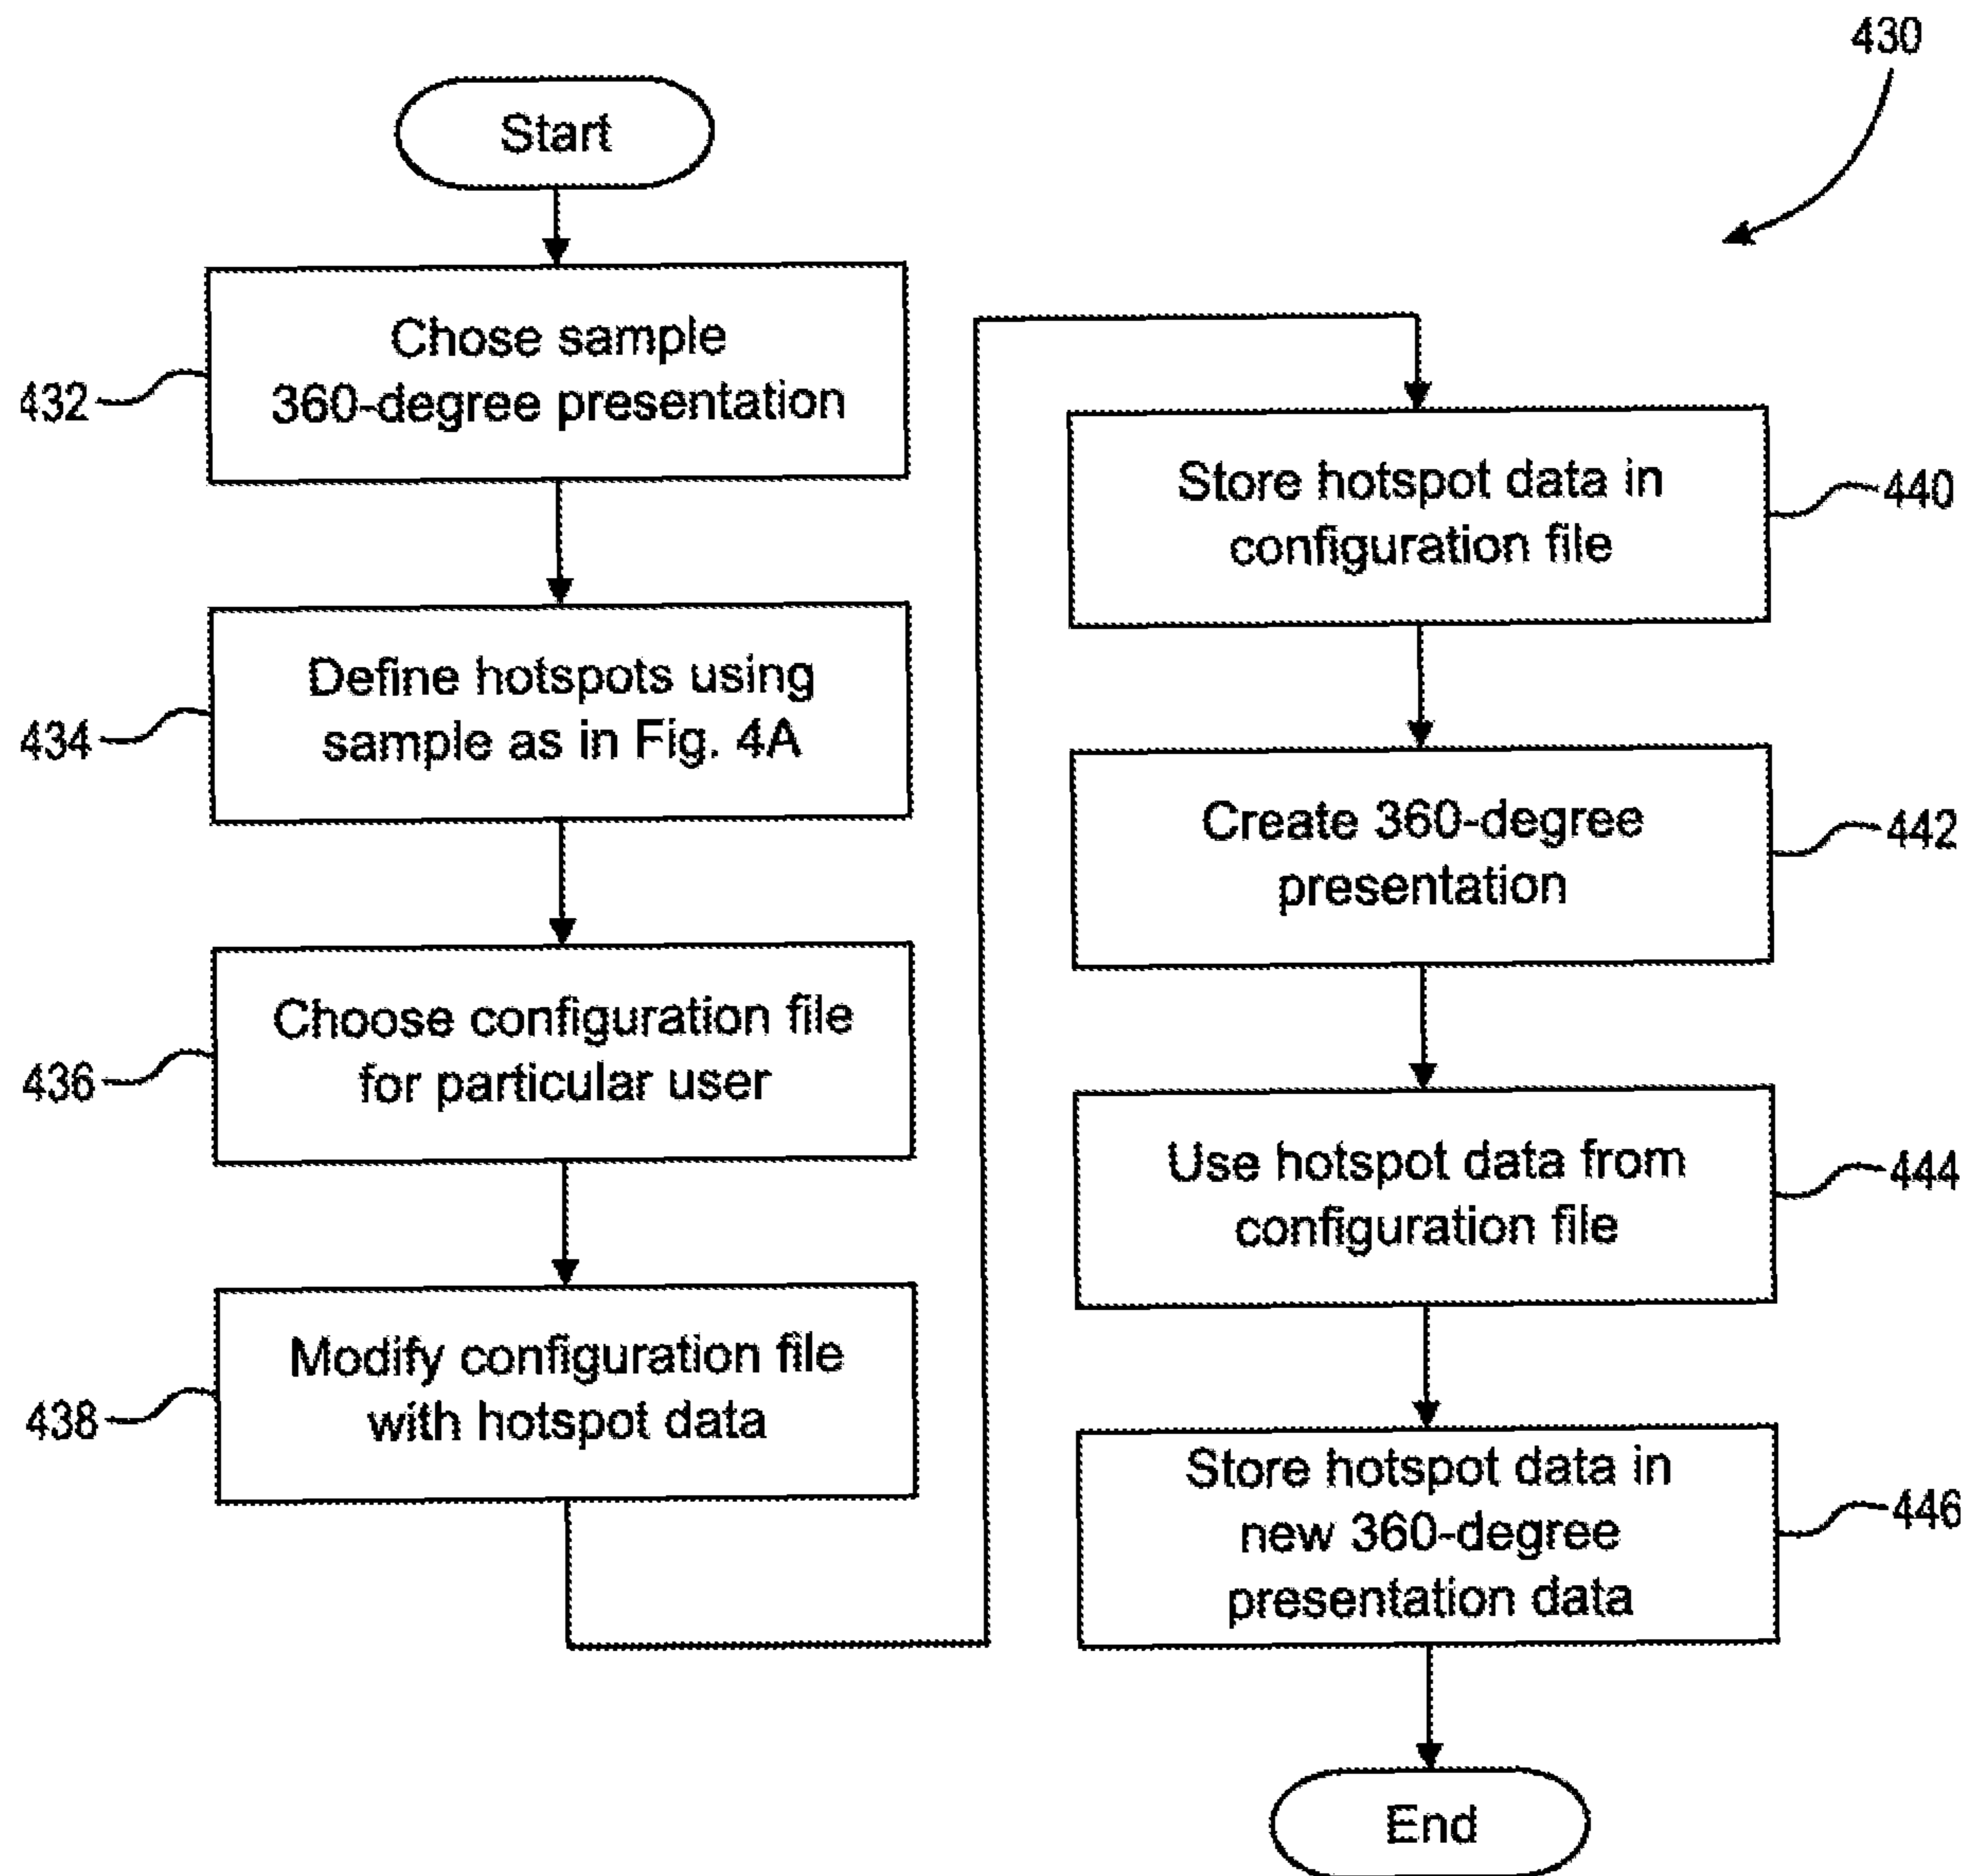 430
Start
Chose sample
360-degree presentation
432
Define hotspots using
sample as in Fig. 4A
434
Choose configuration file
for particular user
436
Modify configuration file
with hotspot data
438
Store hotspot data in
configuration file
440
Create 360-degree
presentation
442
Use hotspot data from
configuration file
444
Store hotspot data in
new 360-degree
presentation data
446
End